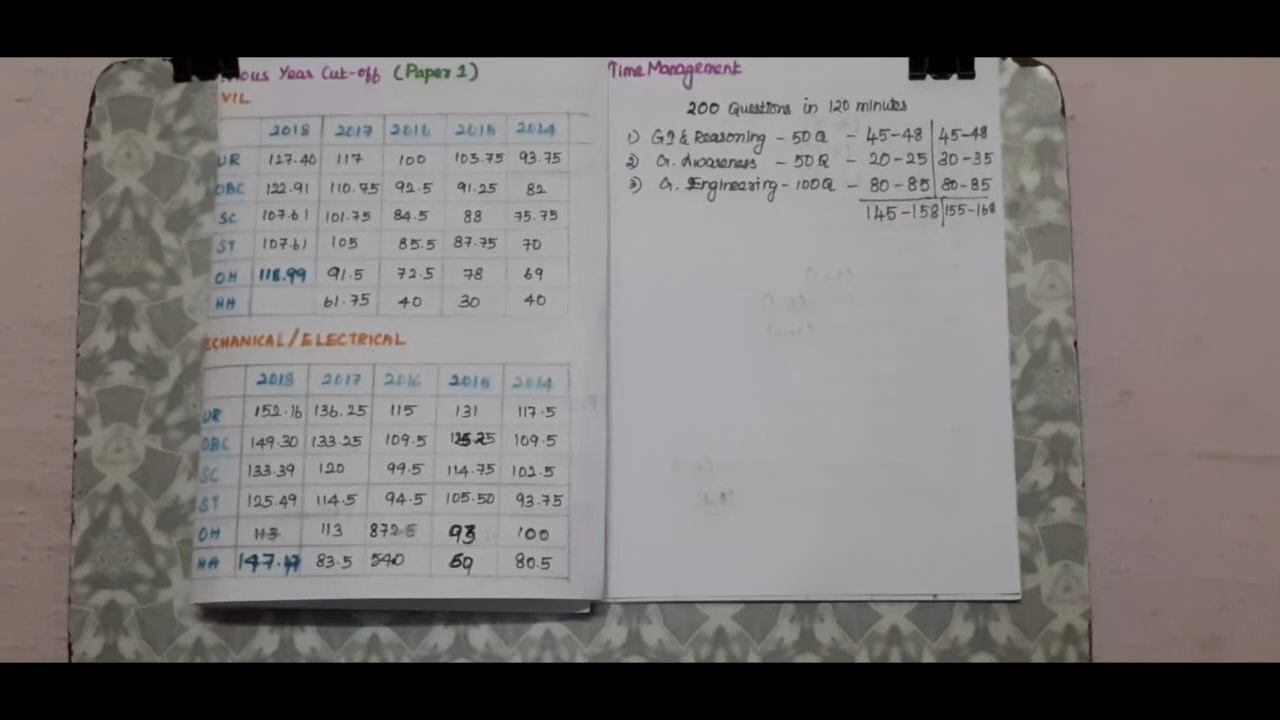 ious Year Cut-off (Paper 1)
VIL
2018 2017 2016 2015 2014
UR 127.40 117 100 103.75 93.75
OBC 122.91 110.75 92.5 91.25 82
SC 107.61 101.75 84.5 88 75.75
ST 107.61 105 85.5 87.75 70
OH 118.99 91.5 72.5 78 69
HH 61.75 40 30 40
ECHANICAL/ELECTRICAL
2018 2017 2016 2015 2014
UR 152.16 136.25 115 131 117.5
OBC 149.30 133.25 109.5 109.5
SC 133.39 120 99.5 114.75 102.5
ST 125.49 114.5 94.5 105.50 93.75
OH 113 100
HH 147.17 83.5 80.5
Time Management
200 Questions in 120 minutes
1) GI & Reasoning - 50Q - 45-48 45-48
2) G. Awareness - 50Q - 20-25 30-35
3) G. Engineering - 100Q - 80-85 80-85
145-158 155-168